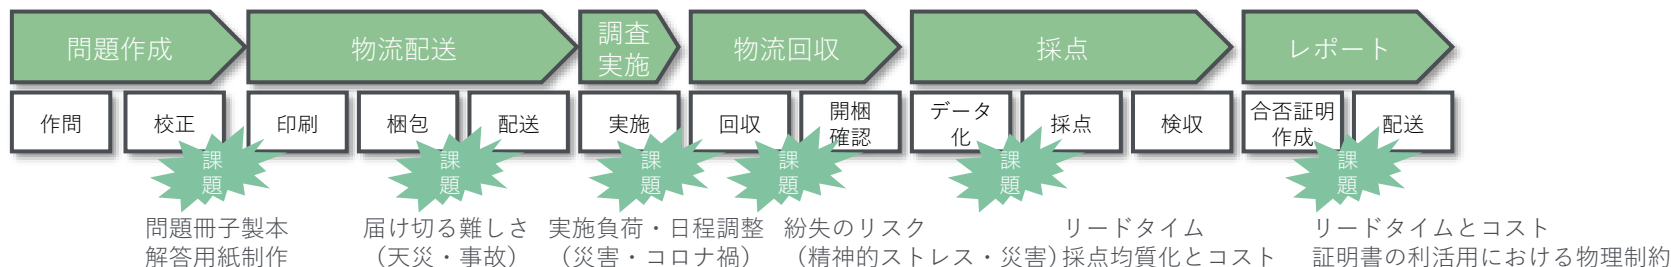 問題作成
物流配送
調査
実施
物流回収
採点
レポート
作問
校正
印刷
梱包
配送
実施
回収
開梱
確認
データ
化
採点
検収
合否証明
作成
配送
課
題
課
題
課
題
課
題
課
題
課
題
問題冊子製本
解答用紙制作
届け切る難しさ
（天災・事故）
実施負荷・日程調整
（災害・コロナ禍）
紛失のリスク
（精神的ストレス・災害）
リードタイム
採点均質化とコスト
リードタイムとコスト
証明書の利活用における物理制約